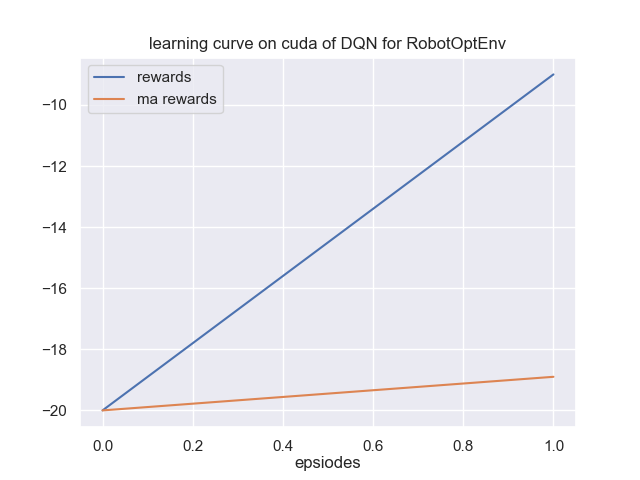 learning curve on cuda of DQN for RobotOptEnv
rewards
ma rewards
−10
−12
−14
−16
−18
−20
0.0 0.2 0.4 0.6 0.8 1.0
epsiodes